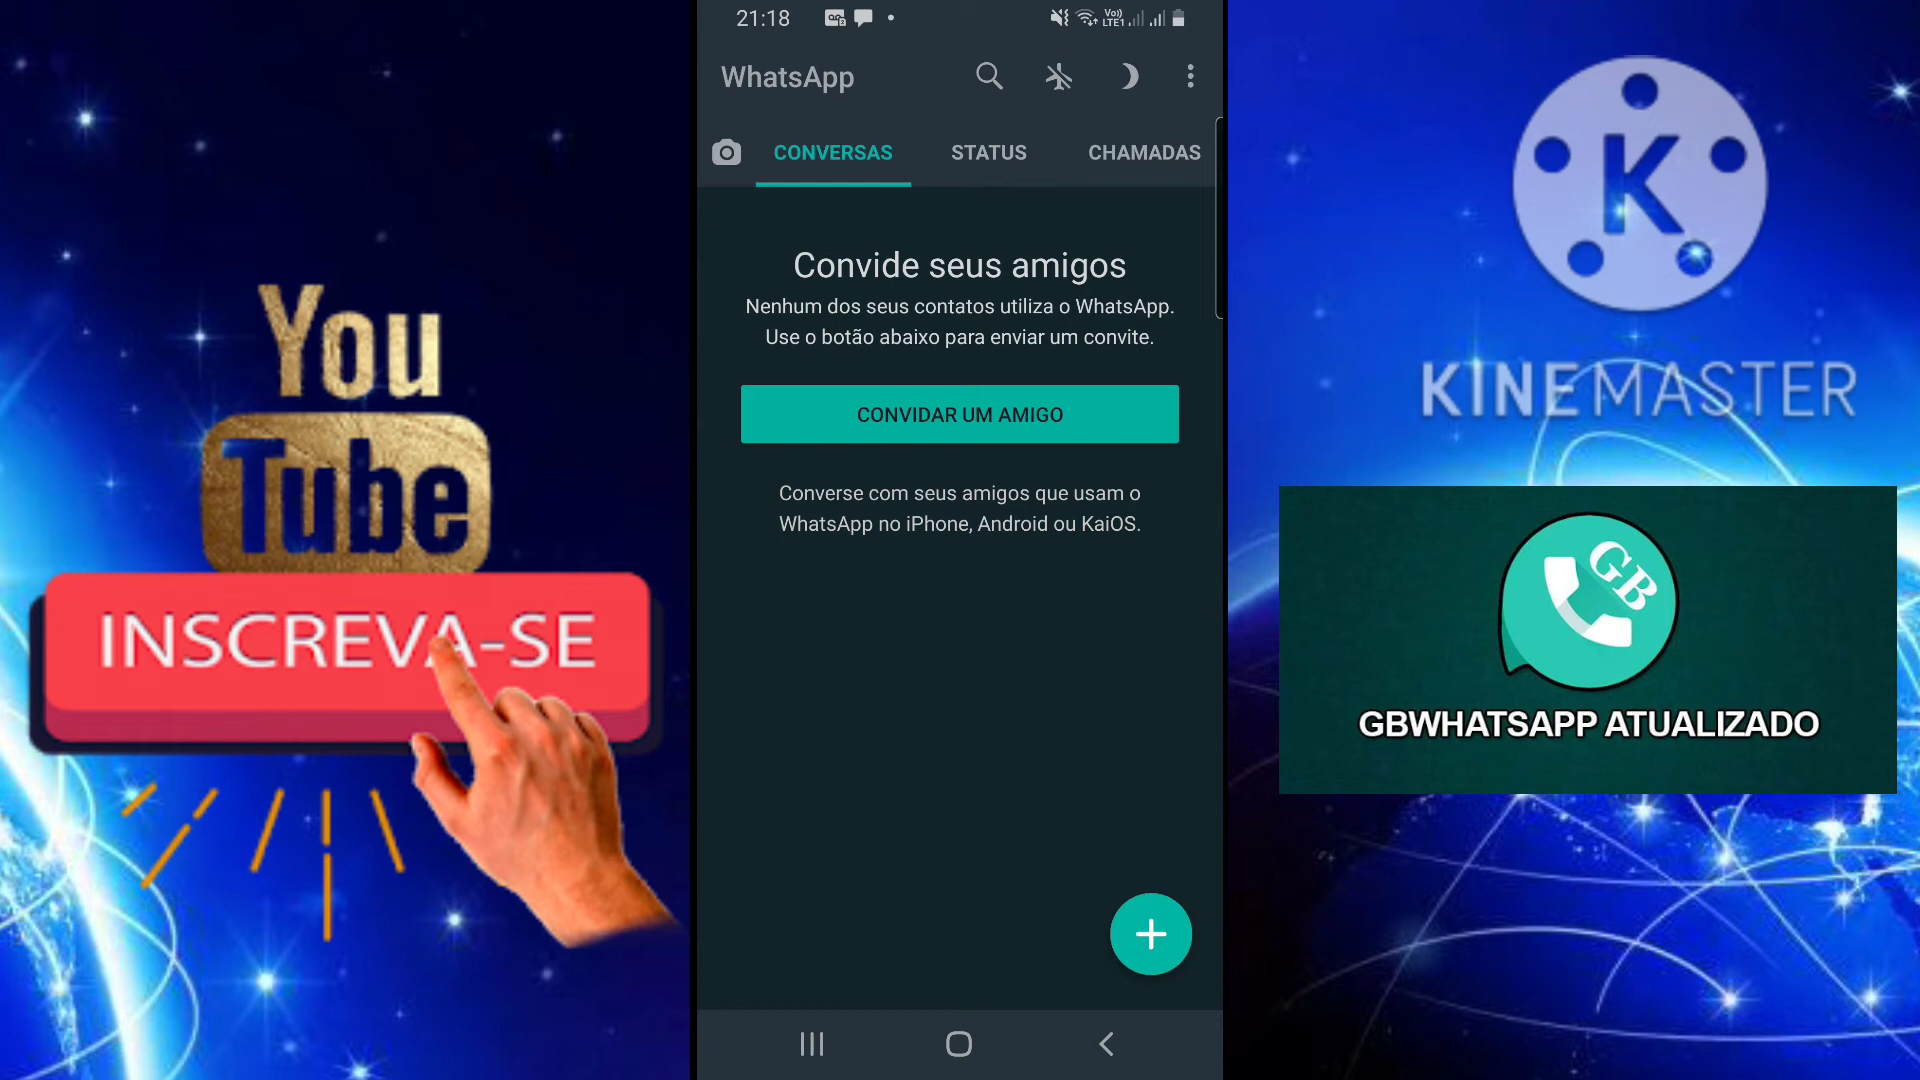 You
Tube
INSCREVA-SE
21:18
Vo))
LTE1
WhatsApp
CONVERSAS
STATUS
CHAMADAS
Convide seus amigos
Nenhum dos seus contatos utiliza o WhatsApp.
Use o botão abaixo para enviar um convite.
CONVIDAR UM AMIGO
Converse com seus amigos que usam o
WhatsApp no iPhone, Android ou KaiOS.
K
KINEMASTER
GB
GBWHATSAPP ATUALIZADO